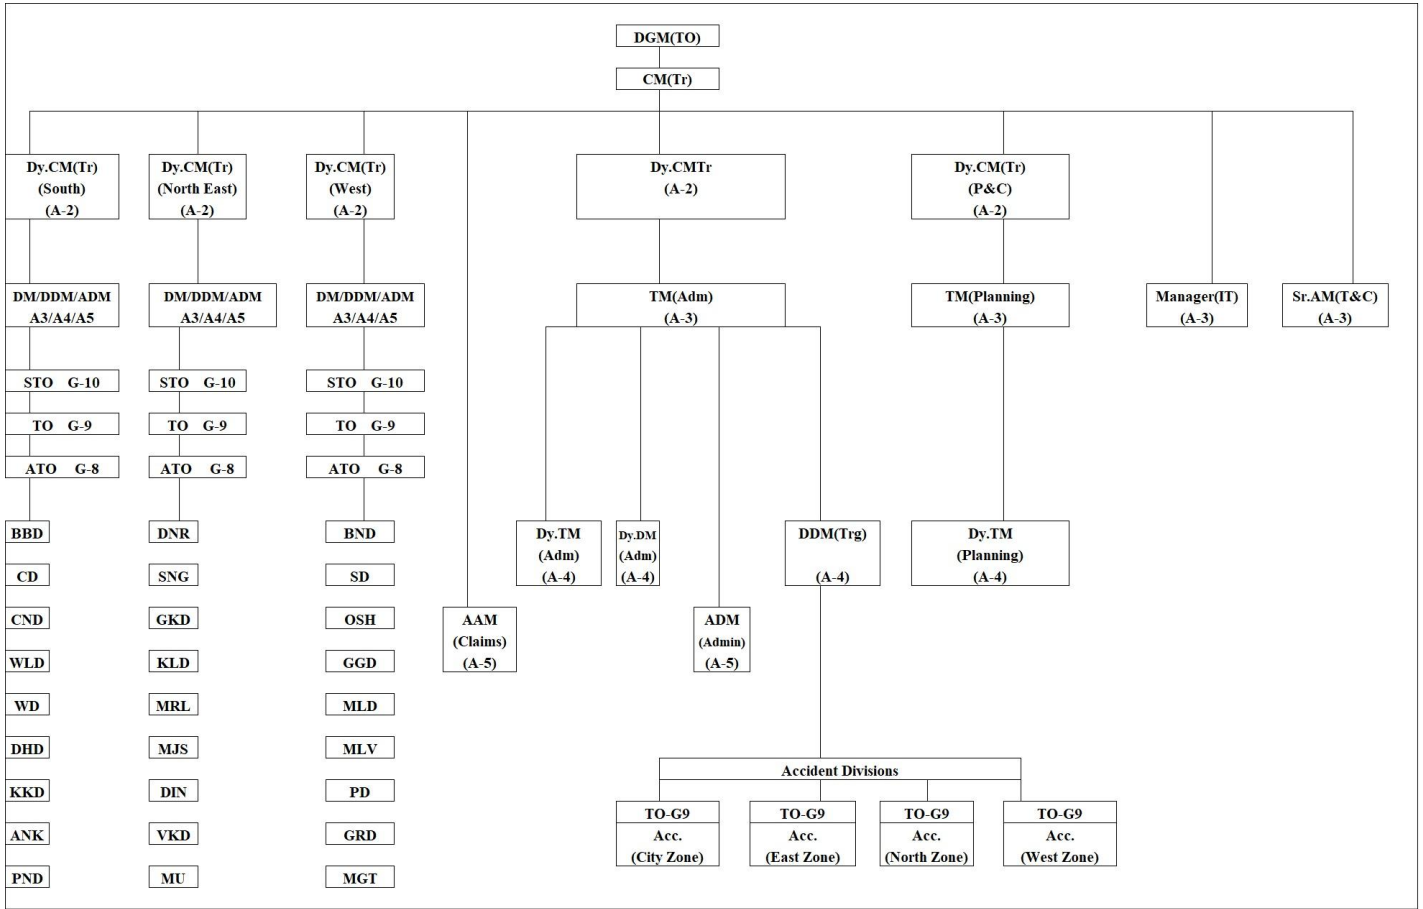 DGM(TO)
CM(Tr)
Dy.CM(Tr)
(South)
(A-2)
Dy.CM(Tr)
(North East)
(A-2)
Dy.CM(Tr)
(West)
(A-2)
Dy.CMTr
(A-2)
Dy.CM(Tr)
(P&C)
(A-2)
DM/DDM/ADM
A3/A4/A5
DM/DDM/ADM
A3/A4/A5
DM/DDM/ADM
A3/A4/A5
TM(Adm)
(A-3)
TM(Planning)
(A-3)
Manager(IT)
(A-3)
Sr.AM(T&C)
(A-3)
STO G-10
STO G-10
STO G-10
TO G-9
TO G-9
TO G-9
ATO G-8
ATO G-8
ATO G-8
BBD
DNR
BND
Dy.TM
(Adm)
(A-4)
Dy.DM
(Adm)
(A-4)
DDM(Trg)
(A-4)
Dy.TM
(Planning)
(A-4)
CD
SNG
SD
CND
GKD
OSH
AAM
(Claims)
(A-5)
ADM
(Admin)
(A-5)
WLD
KLD
GGD
WD
MRL
MLD
DHD
MJS
MLV
Accident Divisions
KKD
DIN
PD
TO-G9
Acc.
(City Zone)
TO-G9
Acc.
(East Zone)
TO-G9
Acc.
(North Zone)
TO-G9
Acc.
(West Zone)
ANK
VKD
GRD
PND
MU
MGT